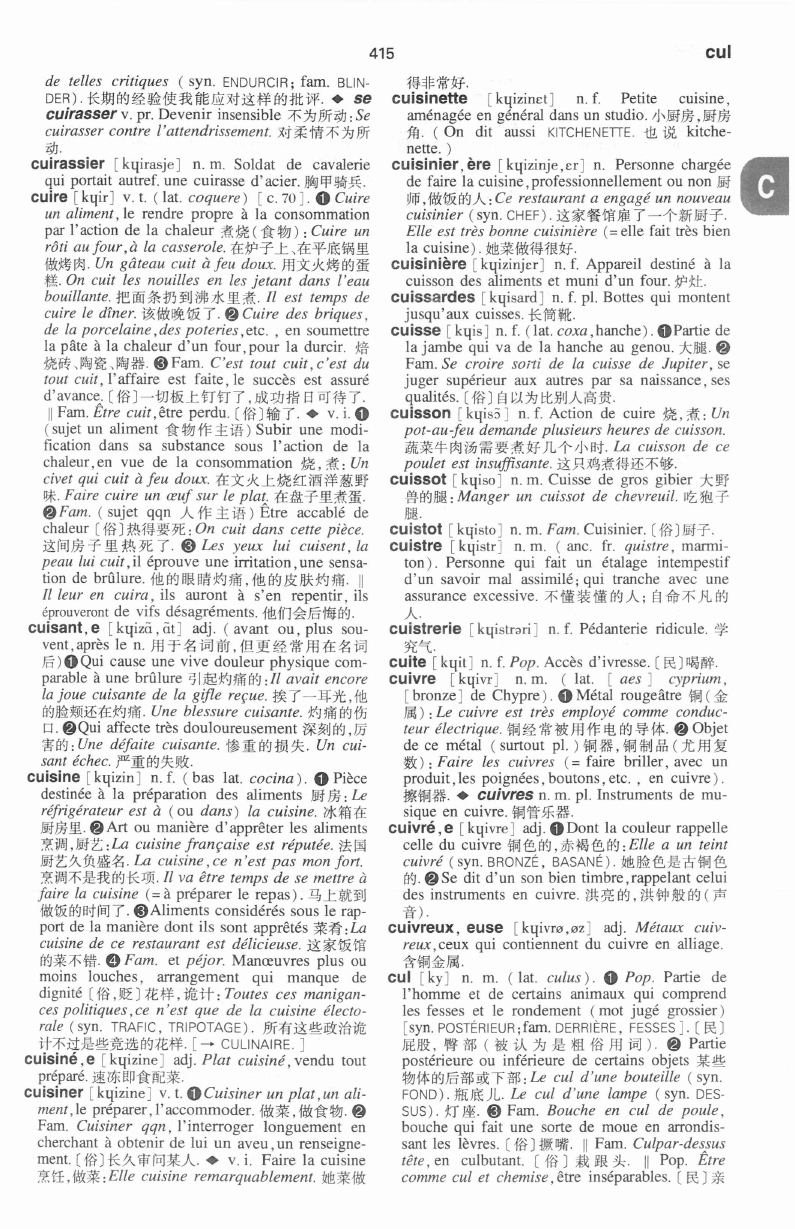 415
cul
de telles critiques ( syn. ENDURCIR; fam. BLIN-
DER). 长期的经验使我能应对这样的批评. ◆ se
cuirasser v. pr. Devenir insensible 不为所动: Se
cuirasser contre l'attendrissement. 对柔情不为所
动.
cuirassier [kɥirasje] n. m. Soldat de cavalerie
qui portait autref. une cuirasse d'acier. 胸甲骑兵.
cuire [kɥir] v. t. ( lat. coquere) [c. 70]. ❶ Cuire
un aliment, le rendre propre à la consommation
par l'action de la chaleur 煮烧(食物): Cuire un
rôti au four, à la casserole. 在炉子上、在平底锅里
做烤肉. Un gâteau cuit à feu doux. 用文火烤的蛋
糕. On cuit les nouilles en les jetant dans l'eau
bouillante. 把面条扔到沸水里煮. Il est temps de
cuire le dîner. 该做晚饭了. ❷ Cuire des briques,
de la porcelaine, des poteries, etc. , en soumettre
la pâte à la chaleur d'un four, pour la durcir. 焙
烧砖、陶瓷、陶器. ❸ Fam. C'est tout cuit, c'est du
tout cuit, l'affaire est faite, le succès est assuré
d'avance. 〔俗〕一切板上钉钉了,成功指日可待了.
‖ Fam. Être cuit, être perdu. 〔俗〕输了. ◆ v. i. ❶
(sujet un aliment 食物作主语) Subir une modi-
fication dans sa substance sous l'action de la
chaleur, en vue de la consommation 烧, 煮: Un
civet qui cuit à feu doux. 在文火上烧红酒洋葱野
味. Faire cuire un œuf sur le plat. 在盘子里煮蛋.
❷ Fam. ( sujet qqn 人作主语) Être accablé de
chaleur 〔俗〕热得要死: On cuit dans cette pièce.
这间房子里热死了. ❸ Les yeux lui cuisent, la
peau lui cuit, il éprouve une irritation, une sensa-
tion de brûlure. 他的眼睛灼痛,他的皮肤灼痛. ‖
Il leur en cuira, ils auront à s'en repentir, ils
éprouveront de vifs désagréments. 他们会后悔的.
cuisant, e [kɥizɑ̃, ɑ̃t] adj. ( avant ou, plus sou-
vent, après le n. 用于名词前,但更经常用在名词
后) ❶ Qui cause une vive douleur physique com-
parable à une brûlure 引起灼痛的: Il avait encore
la joue cuisante de la gifle reçue. 挨了一耳光,他
的脸颊还在灼痛. Une blessure cuisante. 灼痛的伤
口. ❷ Qui affecte très douloureusement 深刻的,厉
害的: Une défaite cuisante. 惨重的损失. Un cui-
sant échec. 严重的失败.
cuisine [kɥizin] n. f. ( bas lat. cocina). ❶ Pièce
destinée à la préparation des aliments 厨房: Le
réfrigérateur est à ( ou dans) la cuisine. 冰箱在
厨房里. ❷ Art ou manière d'apprêter les aliments
烹调,厨艺: La cuisine française est réputée. 法国
厨艺久负盛名. La cuisine, ce n'est pas mon fort.
烹调不是我的长项. Il va être temps de se mettre à
faire la cuisine (= à préparer le repas). 马上就到
做饭的时间了. ❸ Aliments considérés sous le rap-
port de la manière dont ils sont apprêtés 菜肴: La
cuisine de ce restaurant est délicieuse. 这家饭馆
的菜不错. ❹ Fam. et péjor. Manœuvres plus ou
moins louches, arrangement qui manque de
dignité 〔俗,贬〕花样,诡计: Toutes ces manigan-
ces politiques, ce n'est que de la cuisine électo-
rale (syn. TRAFIC, TRIPOTAGE). 所有这些政治诡
计不过是些竞选的花样. [→ CULINAIRE. ]
cuisiné, e [kɥizine] adj. Plat cuisiné, vendu tout
préparé. 速冻即食配菜.
cuisiner [kɥizine] v. t. ❶ Cuisiner un plat, un ali-
ment, le préparer, l'accommoder. 做菜,做食物. ❷
Fam. Cuisiner qqn, l'interroger longuement en
cherchant à obtenir de lui un aveu, un renseigne-
ment. 〔俗〕长久审问某人. ◆ v. i. Faire la cuisine
烹饪,做菜: Elle cuisine remarquablement. 她菜做
得非常好.
cuisinette [kɥizinɛt] n. f. Petite cuisine,
aménagée en général dans un studio. 小厨房,厨房
角. ( On dit aussi KITCHENETTE. 也说 kitche-
nette. )
cuisinier, ère [kɥizinje, ɛr] n. Personne chargée
de faire la cuisine, professionnellement ou non 厨
师,做饭的人: Ce restaurant a engagé un nouveau
cuisinier (syn. CHEF). 这家餐馆雇了一个新厨子.
Elle est très bonne cuisinière (= elle fait très bien
la cuisine). 她菜做得很好.
cuisinière [kɥizinjɛr] n. f. Appareil destiné à la
cuisson des aliments et muni d'un four. 炉灶.
cuissardes [kɥisard] n. f. pl. Bottes qui montent
jusqu'aux cuisses. 长筒靴.
cuisse [kɥis] n. f. (lat. coxa, hanche). ❶ Partie de
la jambe qui va de la hanche au genou. 大腿. ❷
Fam. Se croire sorti de la cuisse de Jupiter, se
juger supérieur aux autres par sa naissance, ses
qualités. 〔俗〕自以为比别人高贵.
cuisson [kɥisɔ̃] n. f. Action de cuire 烧, 煮: Un
pot-au-feu demande plusieurs heures de cuisson.
蔬菜牛肉汤需要煮好几个小时. La cuisson de ce
poulet est insuffisante. 这只鸡煮得还不够.
cuissot [kɥiso] n. m. Cuisse de gros gibier 大野
兽的腿: Manger un cuissot de chevreuil. 吃狍子
腿.
cuistot [kɥisto] n. m. Fam. Cuisinier. 〔俗〕厨子.
cuistre [kɥistr] n. m. ( anc. fr. quistre, marmi-
ton). Personne qui fait un étalage intempestif
d'un savoir mal assimilé; qui tranche avec une
assurance excessive. 不懂装懂的人; 自命不凡的
人.
cuistrerie [kɥistrəri] n. f. Pédanterie ridicule. 学
究气.
cuite [kɥit] n. f. Pop. Accès d'ivresse. 〔民〕喝醉.
cuivre [kɥivr] n. m. ( lat. [ aes ] cyprium,
[bronze] de Chypre). ❶ Métal rougeâtre 铜(金
属): Le cuivre est très employé comme conduc-
teur électrique. 铜经常被用作电的导体. ❷ Objet
de ce métal (surtout pl. ) 铜器,铜制品(尤用复
数): Faire les cuivres (= faire briller, avec un
produit, les poignées, boutons, etc. , en cuivre).
擦铜器. ◆ cuivres n. m. pl. Instruments de mu-
sique en cuivre. 铜管乐器.
cuivré, e [kɥivre] adj. ❶ Dont la couleur rappelle
celle du cuivre 铜色的,赤褐色的: Elle a un teint
cuivré (syn. BRONZÉ, BASANÉ). 她脸色是古铜色
的. ❷ Se dit d'un son bien timbre, rappelant celui
des instruments en cuivre. 洪亮的,洪钟般的(声
音).
cuivreux, euse [kɥivrø, øz] adj. Métaux cuiv-
reux, ceux qui contiennent du cuivre en alliage.
含铜金属.
cul [ky] n. m. ( lat. culus). ❶ Pop. Partie de
l'homme et de certains animaux qui comprend
les fesses et le rondement ( mot jugé grossier)
[syn. POSTÉRIEUR; fam. DERRIÈRE, FESSES]. 〔民〕
屁股, 臀部(被认为是粗俗用词). ❷ Partie
postérieure ou inférieure de certains objets 某些
物体的后部或下部: Le cul d'une bouteille ( syn.
FOND). 瓶底儿. Le cul d'une lampe ( syn. DES-
SUS). 灯座. ❸ Fam. Bouche en cul de poule,
bouche qui fait une sorte de moue en arrondis-
sant les lèvres. 〔俗〕撅嘴. ‖ Fam. Culpar-dessus
tête, en culbutant. 〔俗〕栽跟头. ‖ Pop. Être
comme cul et chemise, être inséparables. 〔民〕亲
C